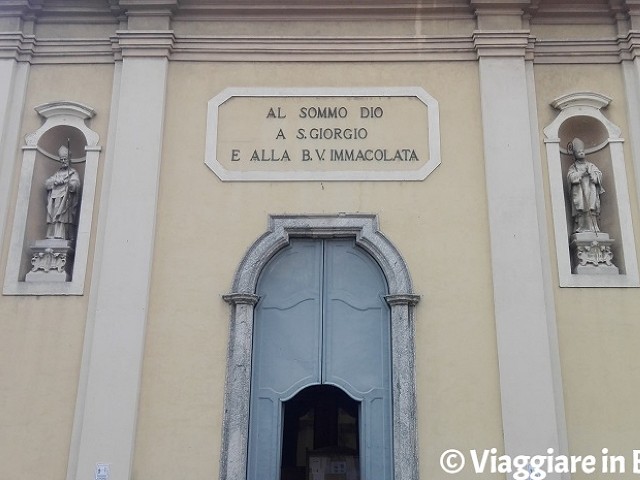 AL SOMMO DIO
A S. GIORGIO
E ALLA B. V. IMMACOLATA
© Viaggiare in B